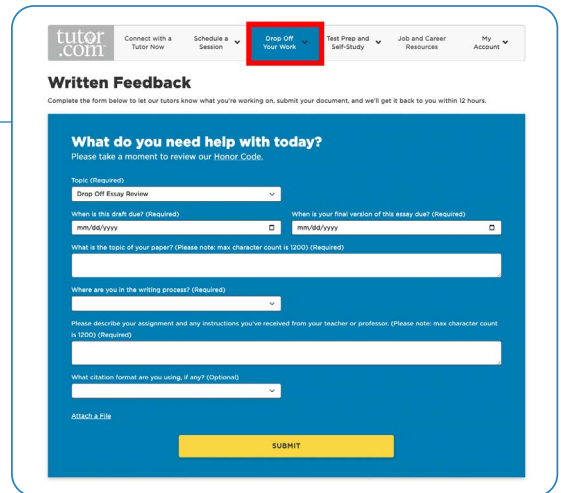 tutor
.com
Connect with a
Tutor Now
Schedule a
Session
Drop Off
Your Work
Test Prep and
Self-Study
Job and Career
Resources
My
Account
Written Feedback
Complete the form below to let our tutors know what you're working on, submit your document, and we'll get it back to you within 12 hours.
What do you need help with today?
Please take a moment to review our Honor Code.
Topic (Required)
Drop Off Essay Review
When is this draft due? (Required)
When is your final version of this essay due? (Required)
mm/dd/yyyy
mm/dd/yyyy
What is the topic of your paper? (Please note: max character count is 1200) (Required)
Where are you in the writing process? (Required)
Please describe your assignment and any instructions you've received from your teacher or professor. (Please note: max character count
is 1200) (Required)
What citation format are you using, if any? (Optional)
Attach a File
SUBMIT